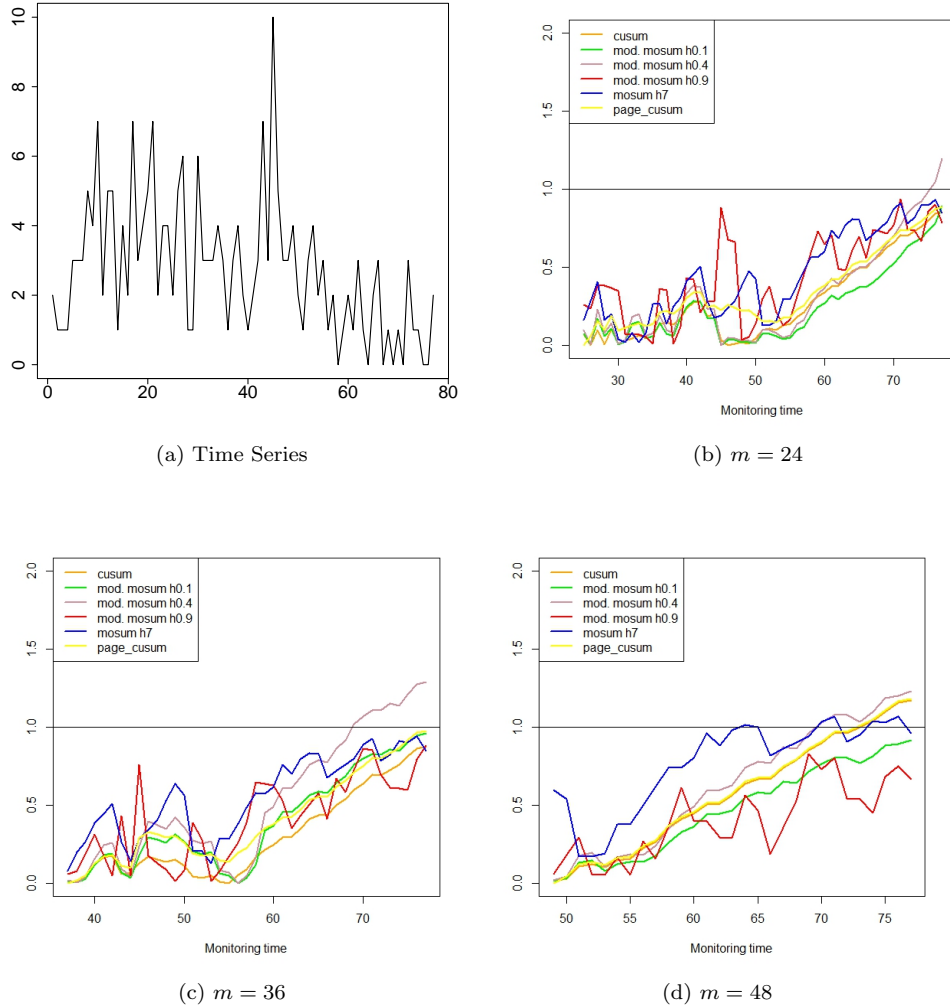 10
8
6
4
2
0
0 20 40 60 80
(a) Time Series
2.0
1.5
1.0
0.5
0.0
cusum
mod. mosum h0.1
mod. mosum h0.4
mod. mosum h0.9
mosum h7
page_cusum
30 40 50 60 70
Monitoring time
(b) m = 24
2.0
1.5
1.0
0.5
0.0
cusum
mod. mosum h0.1
mod. mosum h0.4
mod. mosum h0.9
mosum h7
page_cusum
40 50 60 70
Monitoring time
(c) m = 36
2.0
1.5
1.0
0.5
0.0
cusum
mod. mosum h0.1
mod. mosum h0.4
mod. mosum h0.9
mosum h7
page_cusum
50 55 60 65 70 75
Monitoring time
(d) m = 48